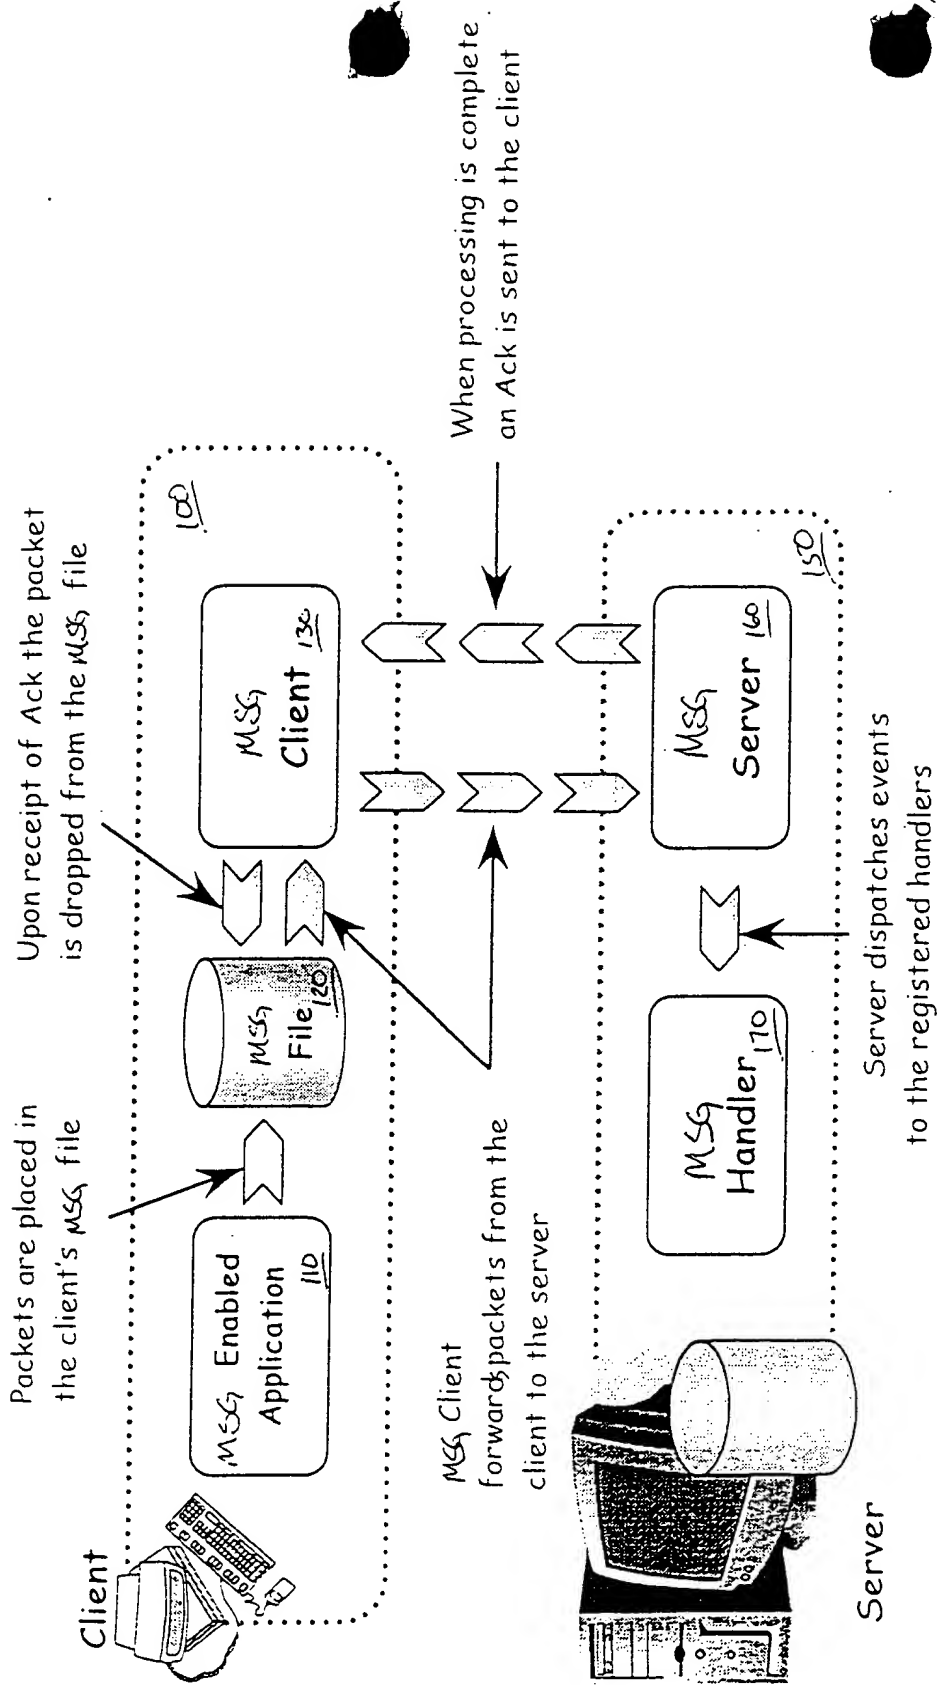 Client
Packets are placed in
the client's MSG file
Upon receipt of Ack the packet
is dropped from the MSG file
MSG Enabled
Application
110
MSG
File
120
MSG
Client
130
100
MSG Client
forwards packets from the
client to the server
When processing is complete
an Ack is sent to the client
Server
MSG
Handler
170
MSG
Server
160
150
Server dispatches events
to the registered handlers